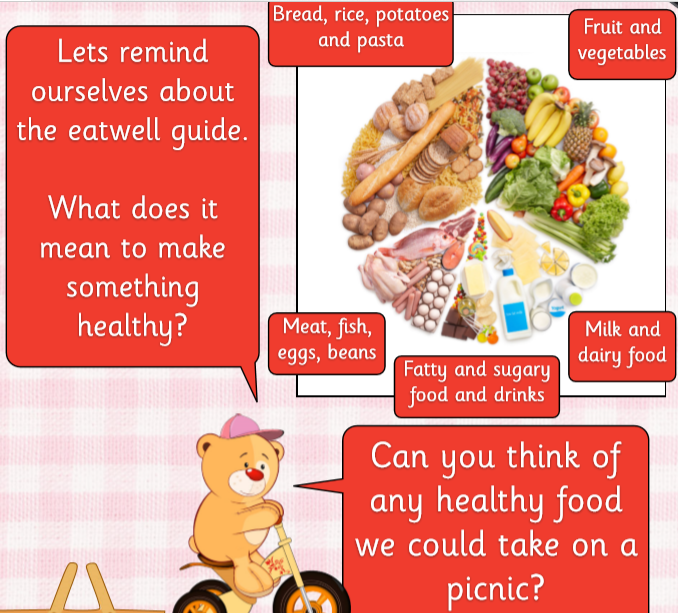 Lets remind
ourselves about
the eatwell guide.
What does it
mean to make
something
healthy?
Bread, rice, potatoes
and pasta
Fruit and
vegetables
Meat, fish,
eggs, beans
Milk and
dairy food
Fatty and sugary
food and drinks
Can you think of
any healthy food
we could take on a
picnic?